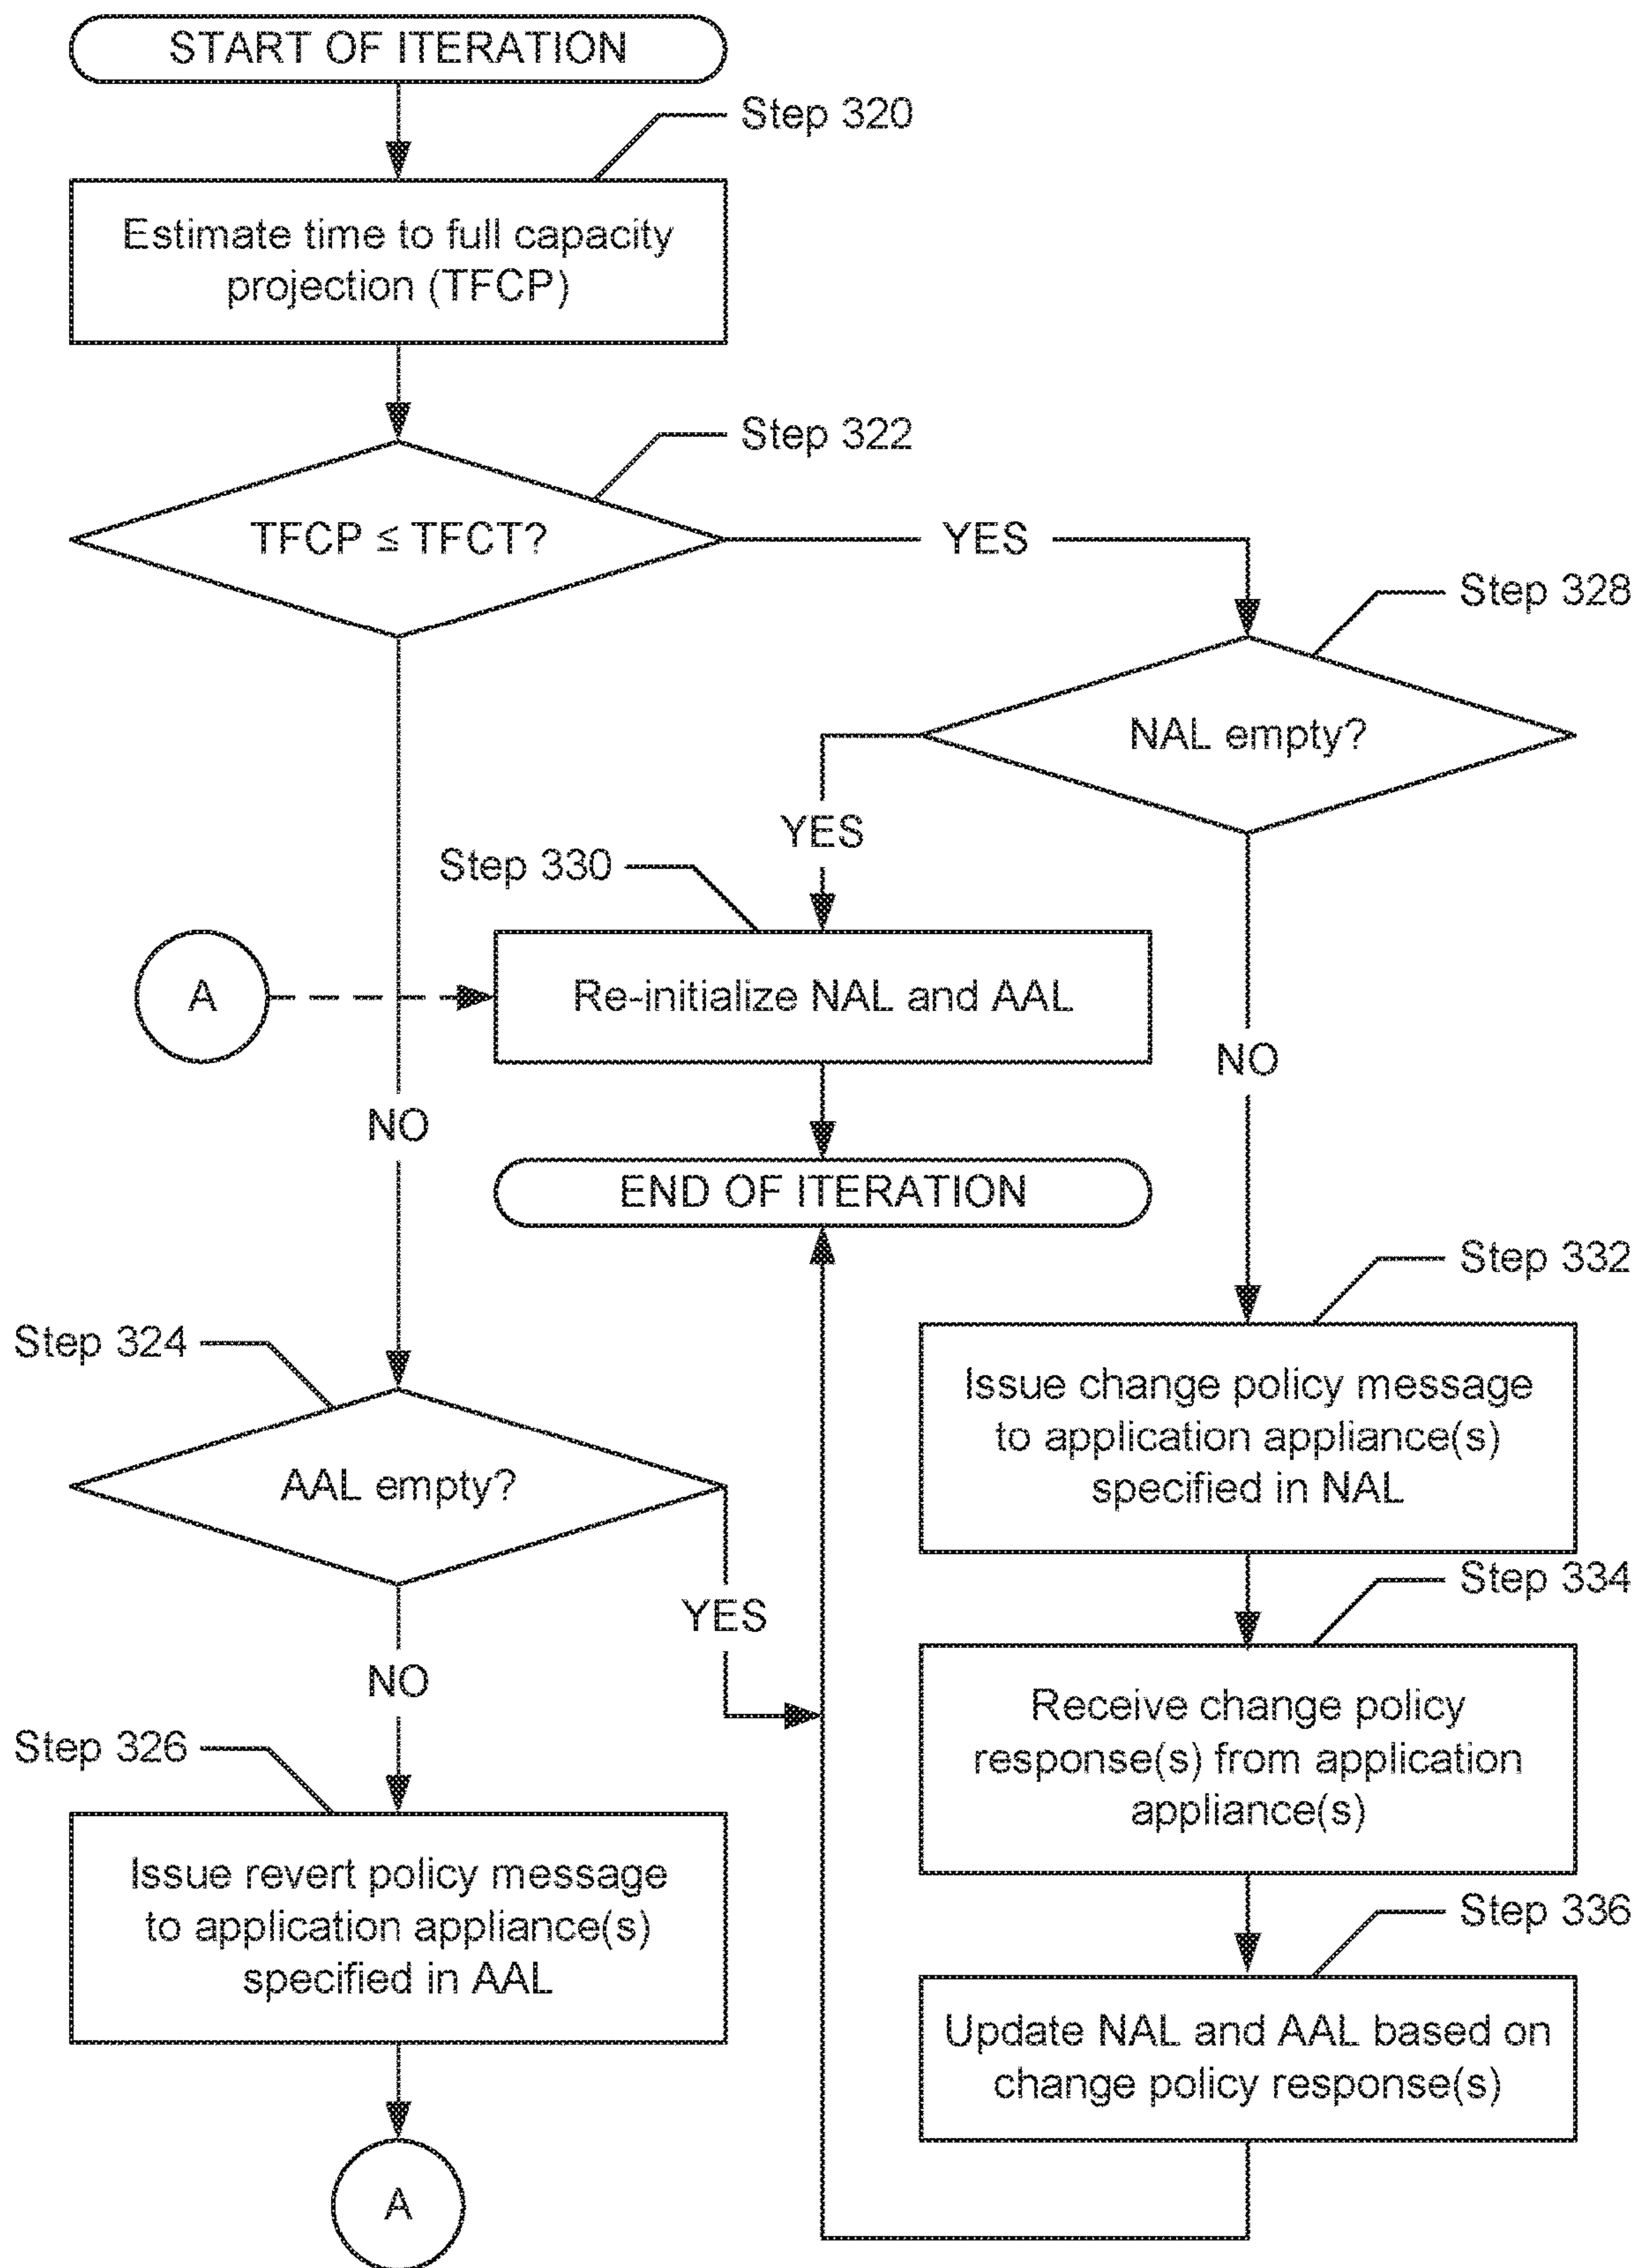 START OF ITERATION
Step 320
Estimate time to full capacity
projection (TFCP)
Step 322
TFCP ≤ TFCT?
YES
Step 328
NAL empty?
YES
Step 330
A
Re-initialize NAL and AAL
NO
NO
END OF ITERATION
Step 332
Issue change policy message
to application appliance(s)
specified in NAL
Step 324
AAL empty?
YES
NO
Step 334
Receive change policy
response(s) from application
appliance(s)
Step 326
Issue revert policy message
to application appliance(s)
specified in AAL
Step 336
Update NAL and AAL based on
change policy response(s)
A